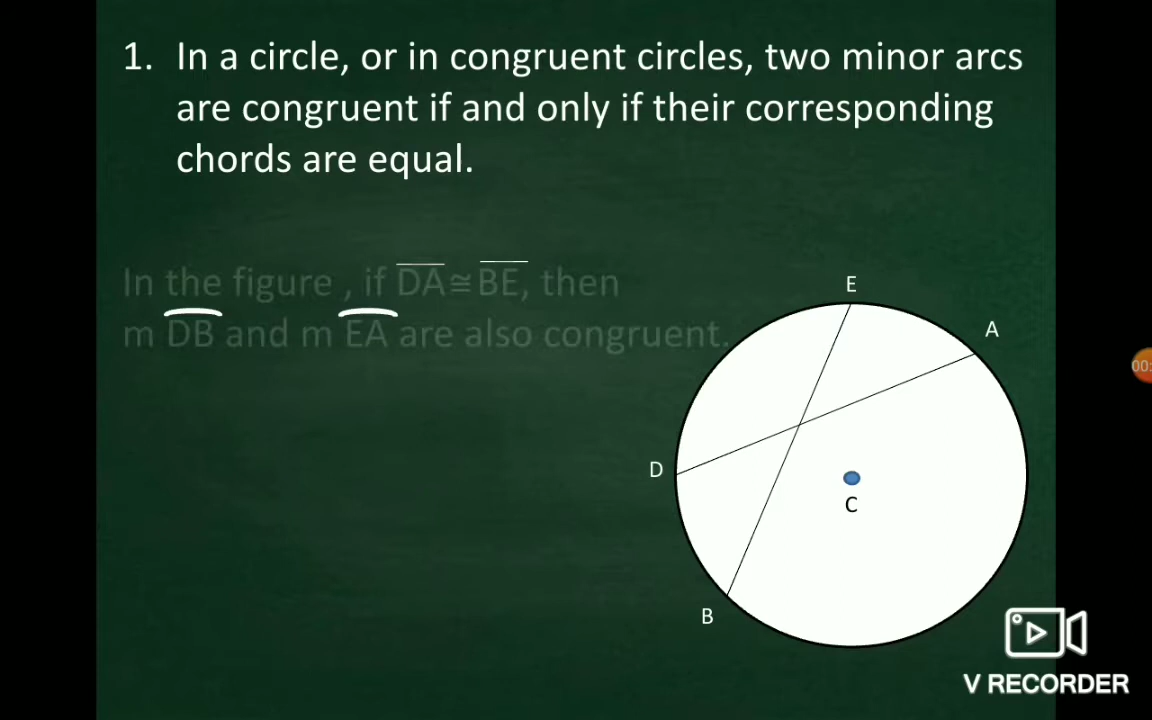 1. In a circle, or in congruent circles, two minor arcs
are congruent if and only if their corresponding
chords are equal.
In the figure , if DA≅BE, then
m DB and m EA are also congruent.
E
A
D
C
B
00:
V RECORDER